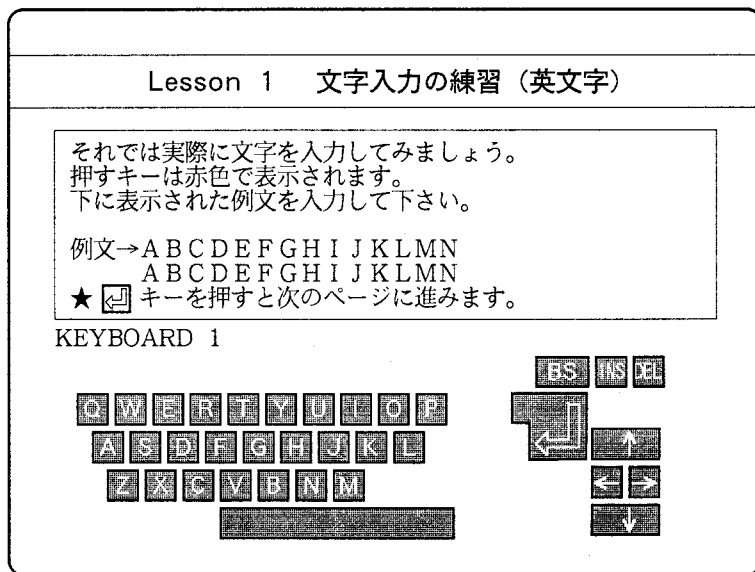 Lesson 1 文字入力の練習（英文字）
それでは実際に文字を入力してみましょう。
押すキーは赤色で表示されます。
下に表示された例文を入力して下さい。
例文→ABCDEFGHIJKLMN
ABCDEFGHIJKLMN
★ キーを押すと次のページに進みます。
KEYBOARD 1
BS INS DEL
Q W E R T Y U I O P
A S D F G H J K L
Z X C V B N M